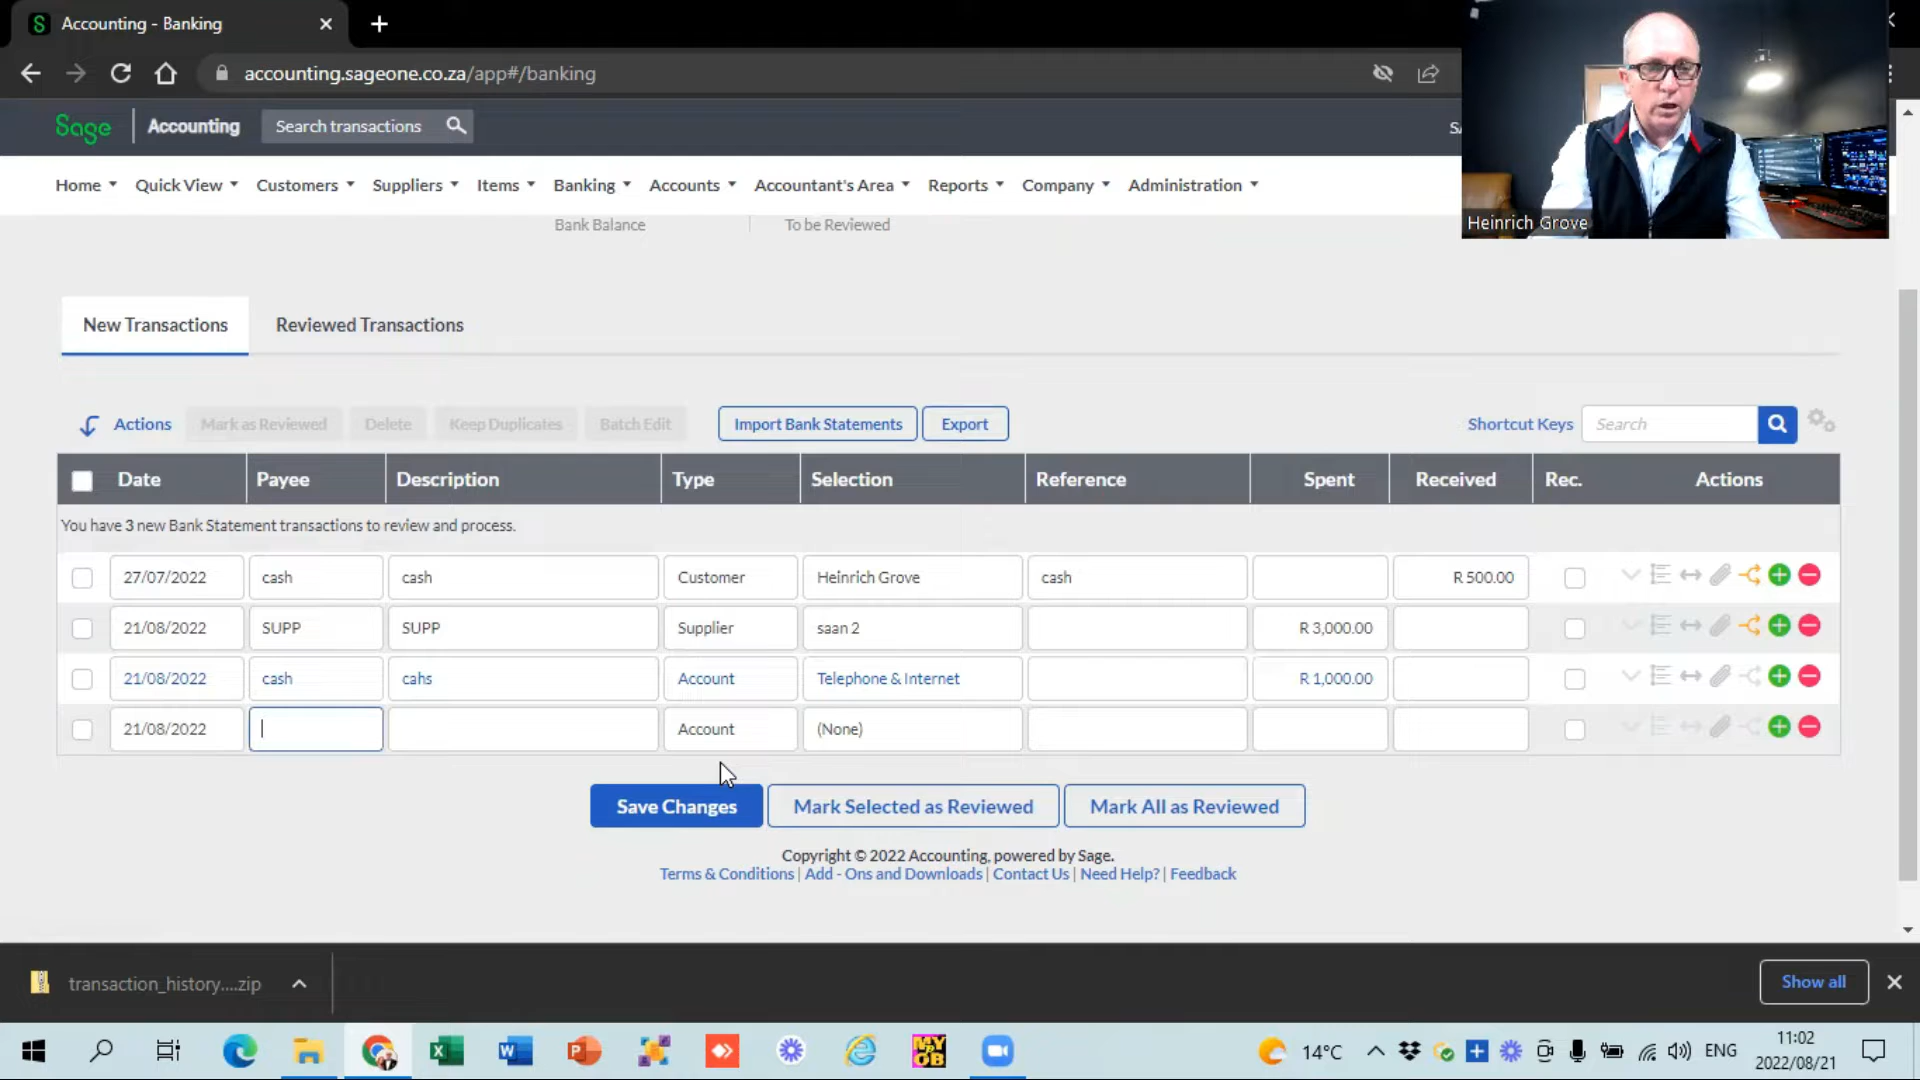 Accounting - Banking
accounting.sageone.co.za/app#/banking
Sage Accounting Search transactions
Home Quick View Customers Suppliers Items Banking Accounts Accountant's Area Reports Company Administration
Heinrich Grove
Bank Balance To be Reviewed
New Transactions Reviewed Transactions
Actions Mark as Reviewed Delete Keep Duplicates Batch Edit Import Bank Statements Export Shortcut Keys Search
Date Payee Description Type Selection Reference Spent Received Rec. Actions
You have 3 new Bank Statement transactions to review and process.
27/07/2022 cash cash Customer Heinrich Grove cash R 500.00
21/08/2022 SUPP SUPP Supplier saan 2 R 3,000.00
21/08/2022 cash cahs Account Telephone & Internet R 1,000.00
21/08/2022 Account (None)
Save Changes Mark Selected as Reviewed Mark All as Reviewed
Copyright © 2022 Accounting, powered by Sage.
Terms & Conditions | Add - Ons and Downloads | Contact Us | Need Help? | Feedback
transaction_history....zip Show all
MY OB
14°C ENG 11:02
2022/08/21